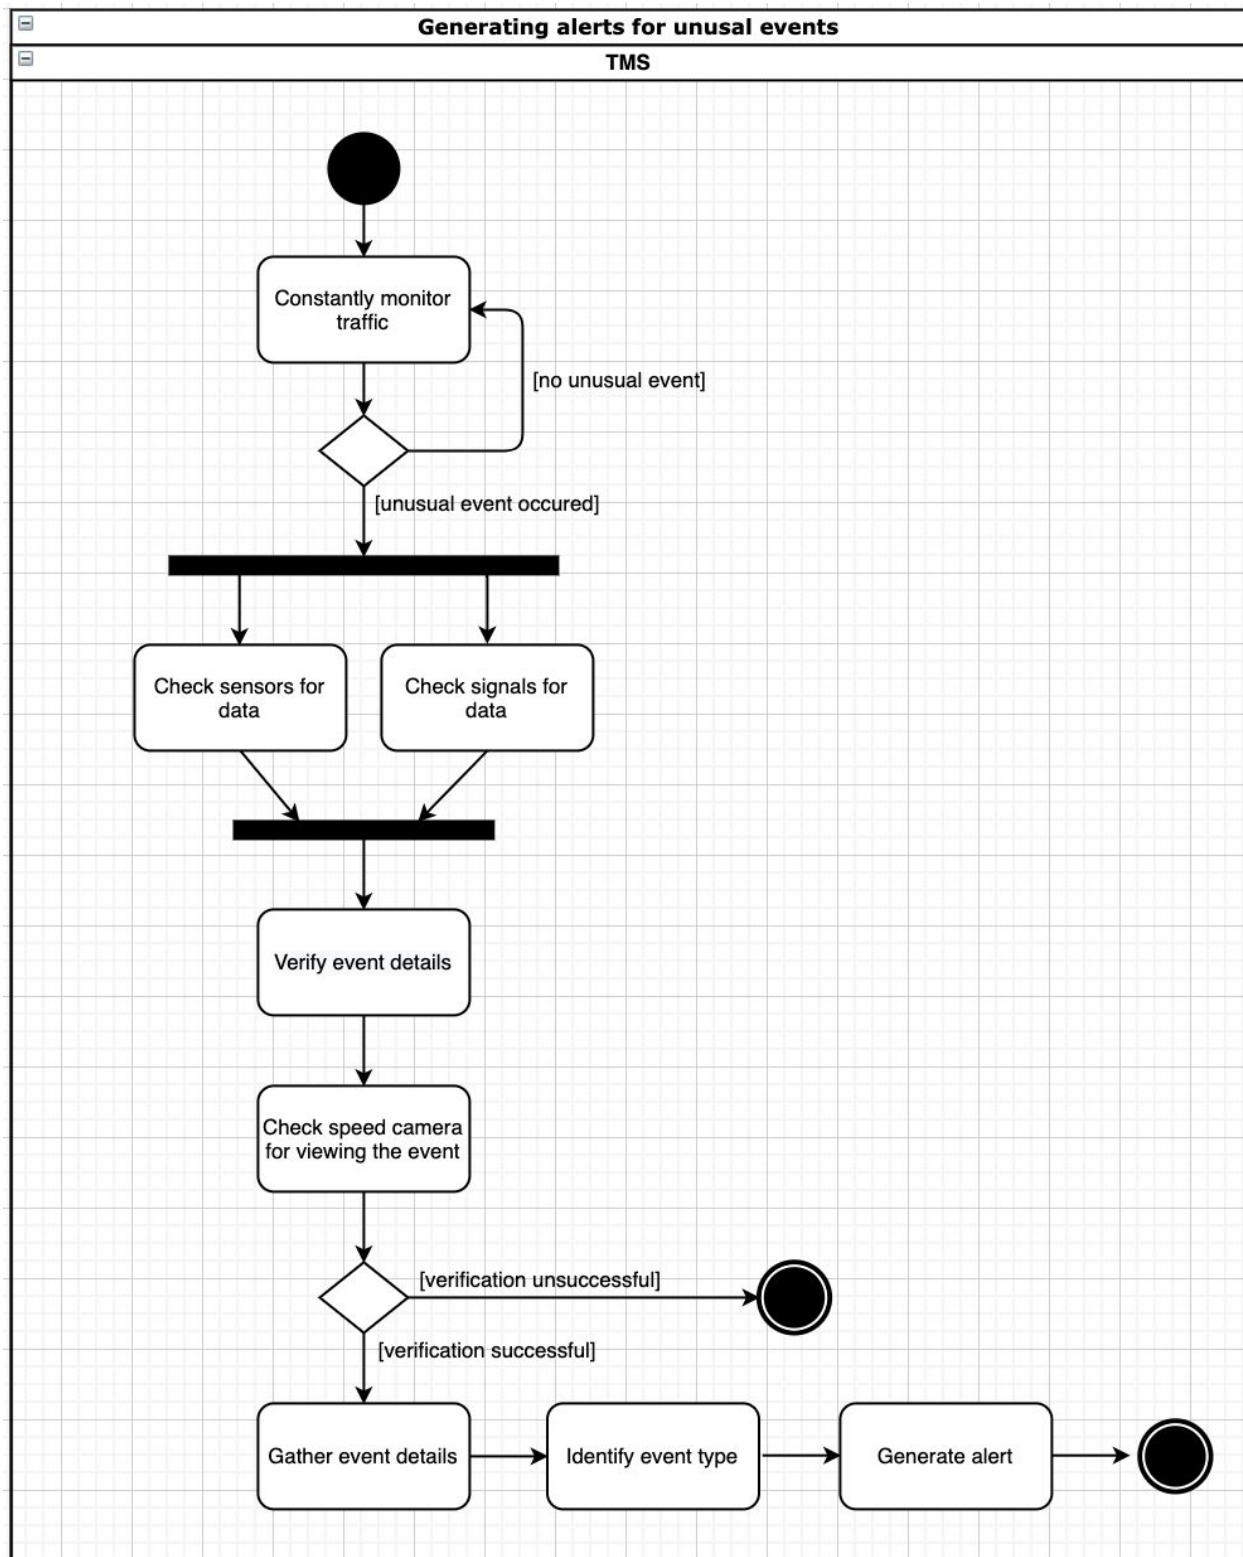 Generating alerts for unusal events
TMS
Constantly monitor
traffic
[no unusual event]
[unusual event occured]
Check sensors for
data
Check signals for
data
Verify event details
Check speed camera
for viewing the event
[verification unsuccessful]
[verification successful]
Gather event details
Identify event type
Generate alert